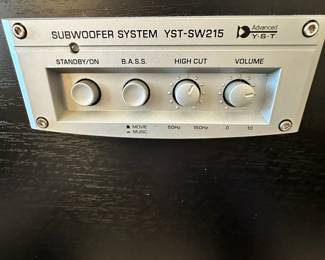 SUBWOOFER SYSTEM YST-SW215
Advanced
Y·S·T
STANDBY/ON B.A.S.S. HIGH CUT VOLUME
MOVIE
MUSIC
50Hz 150Hz 0 10